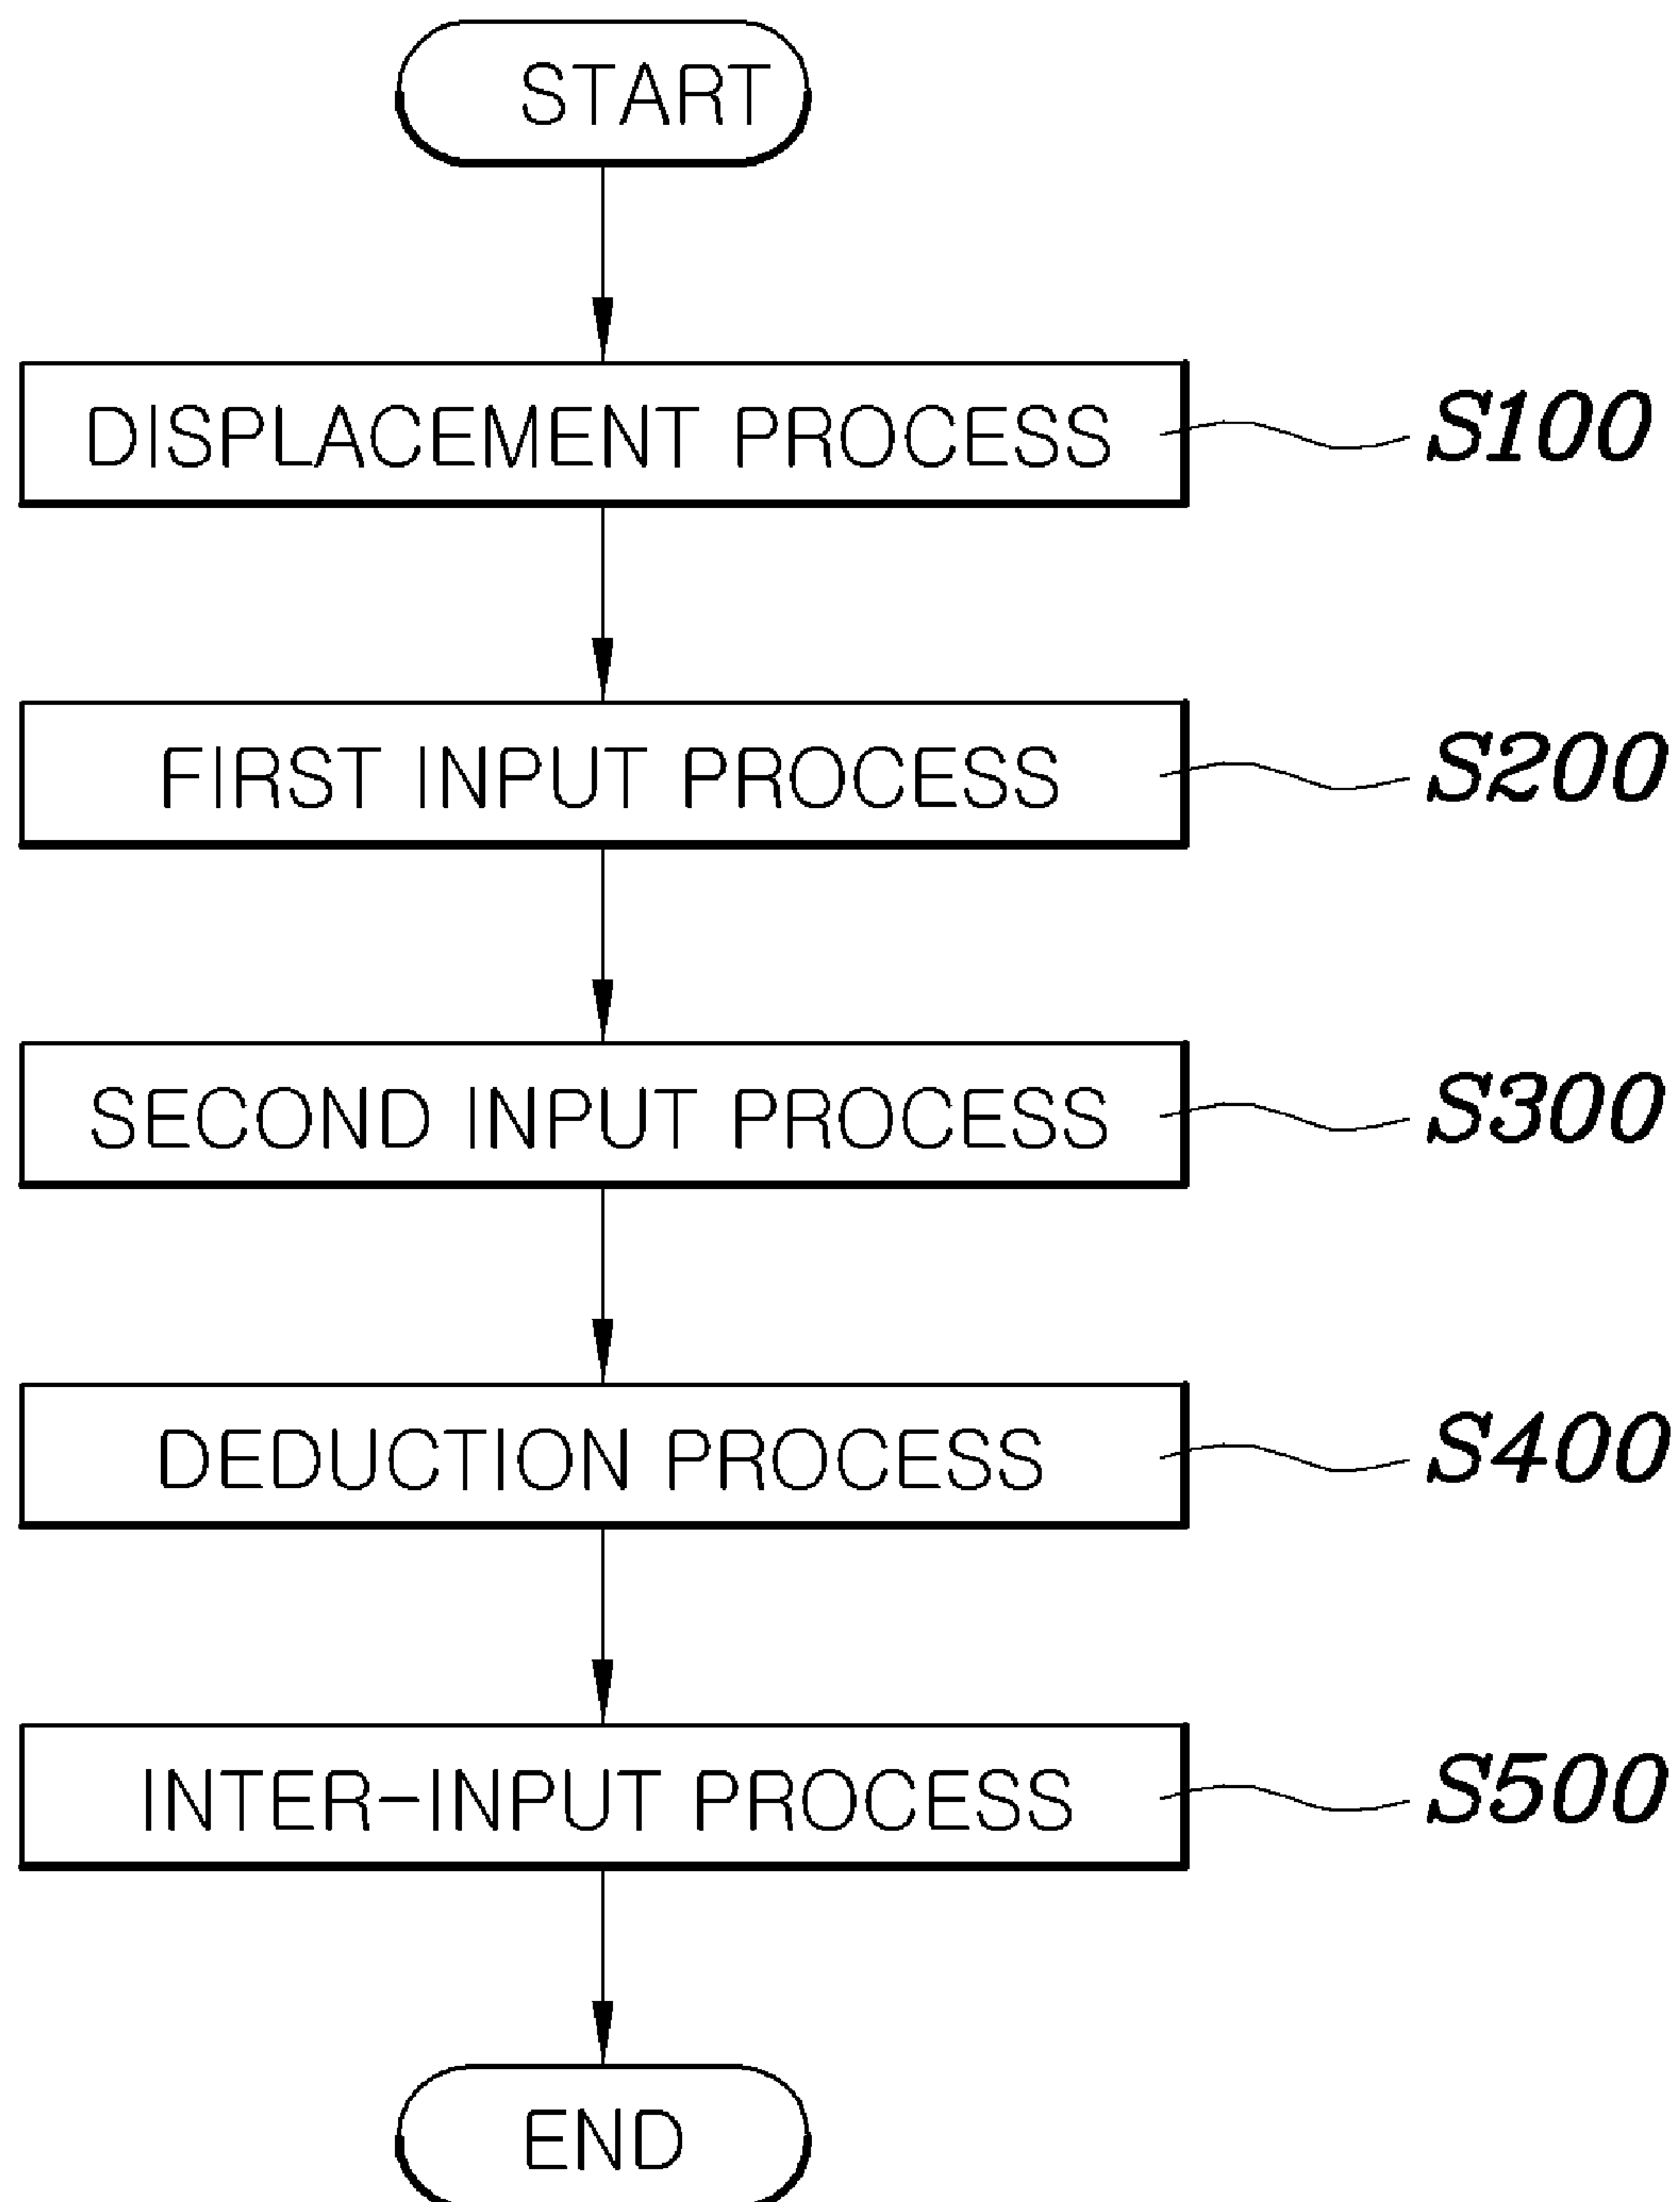 START
DISPLACEMENT PROCESS S100
FIRST INPUT PROCESS S200
SECOND INPUT PROCESS S300
DEDUCTION PROCESS S400
INTER-INPUT PROCESS S500
END